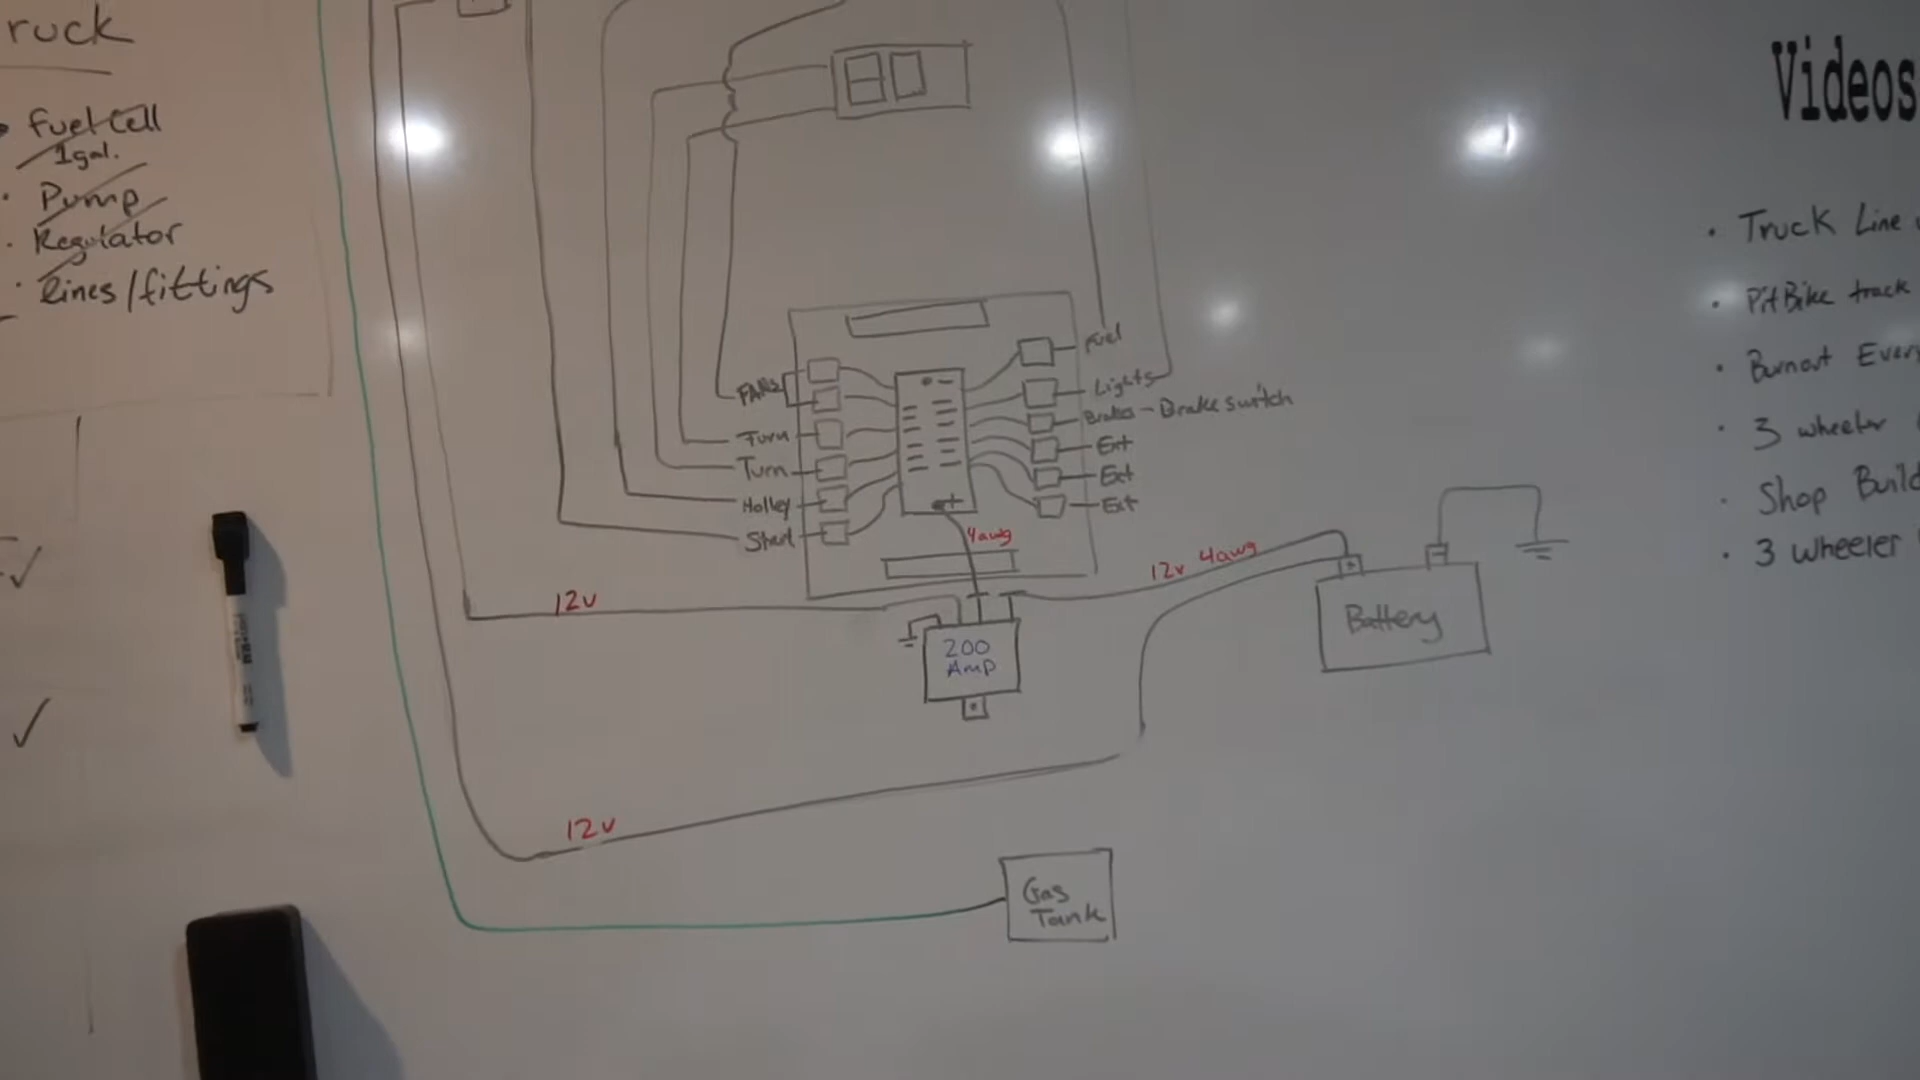 ruck
Fuel Cell
1gal.
Pump
Regulator
lines/fittings
Fuel
FANs
Lights
Brakes - Brake switch
Turn
Ext
Turn
Ext
Holley
Ext
Start
+
4awg
12v 4awg
12v
Battery
200
Amp
12v
Gas
Tank
Videos
Truck Line
PitBike track
Burnout Every
3 wheeler
Shop Build
3 wheeler